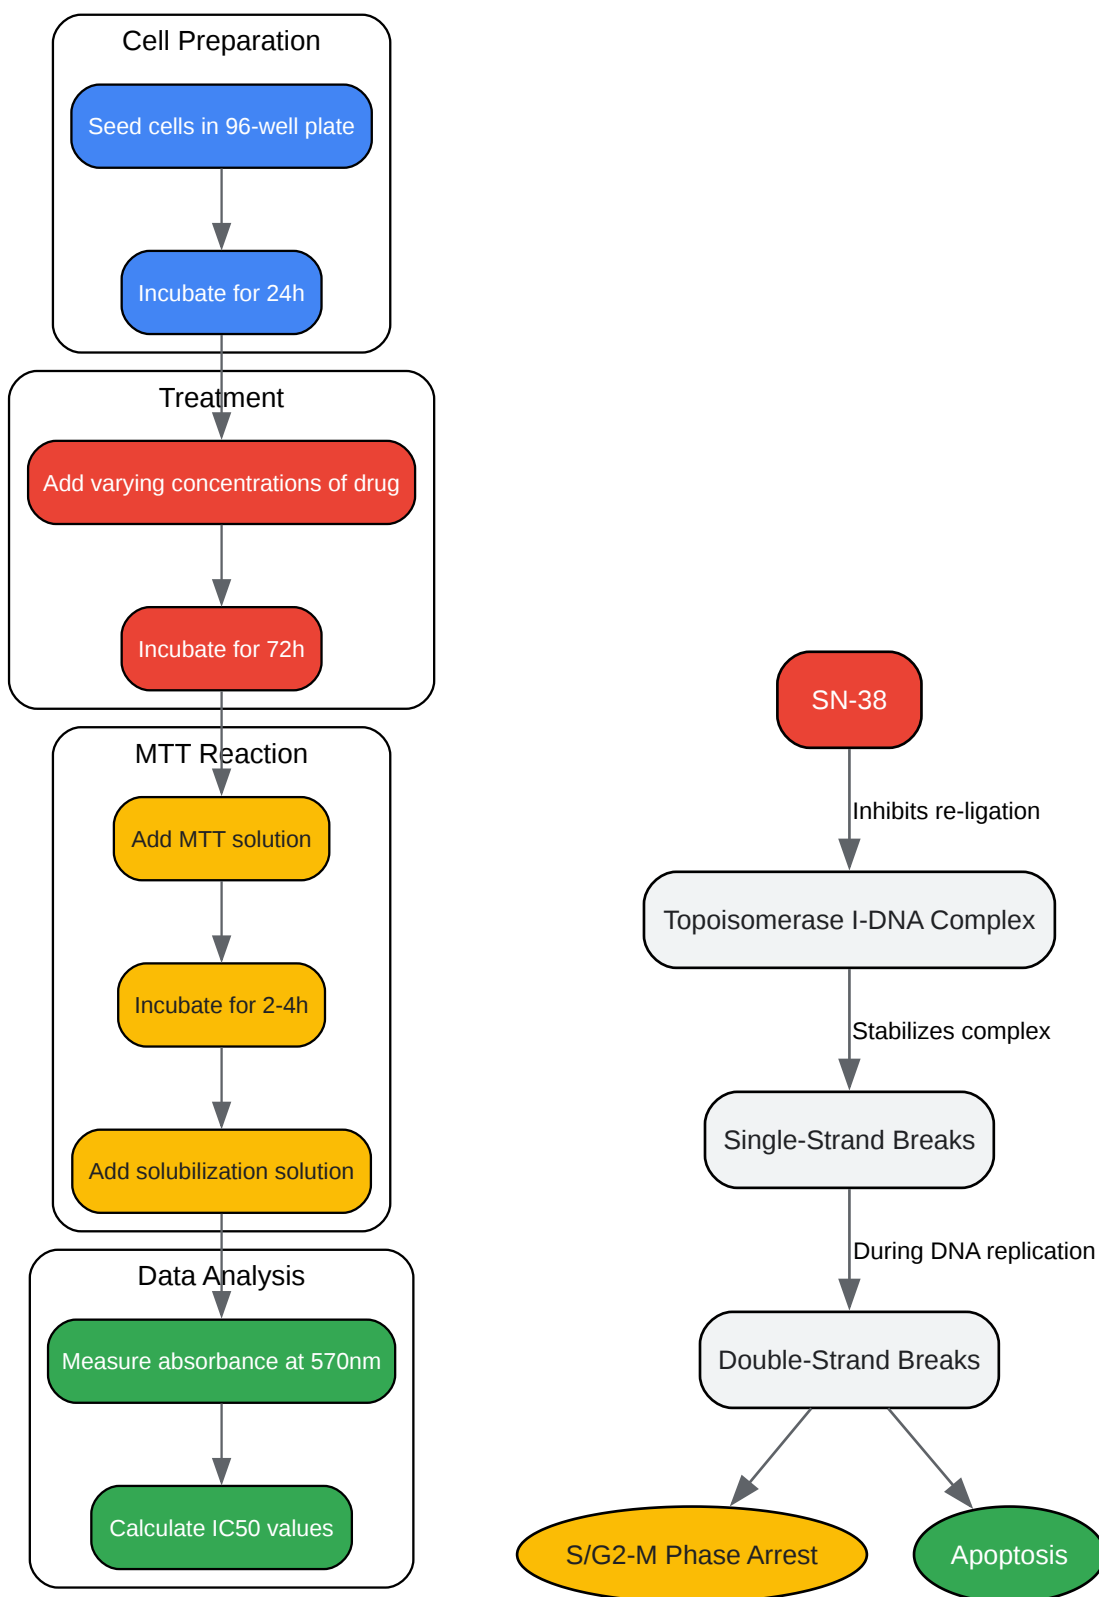 Cell Preparation
Seed cells in 96-well plate
Incubate for 24h
Treatment
Add varying concentrations of drug
Incubate for 72h
MTT Reaction
Add MTT solution
Incubate for 2-4h
Add solubilization solution
Data Analysis
Measure absorbance at 570nm
Calculate IC50 values
SN-38
Inhibits re-ligation
Topoisomerase I-DNA Complex
Stabilizes complex
Single-Strand Breaks
During DNA replication
Double-Strand Breaks
S/G2-M Phase Arrest
Apoptosis